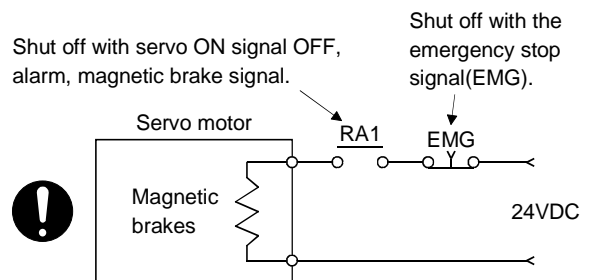 Shut off with servo ON signal OFF,
alarm, magnetic brake signal.
Shut off with the
emergency stop
signal(EMG).
Servo motor
RA1
EMG
Magnetic
brakes
24VDC